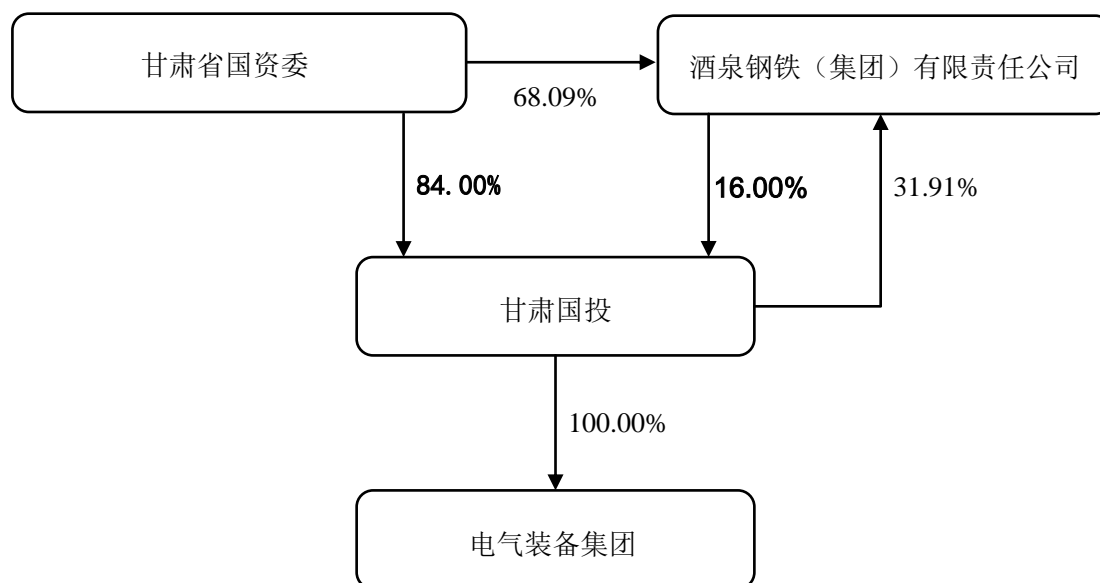 甘肃省国资委
酒泉钢铁（集团）有限责任公司
68.09%
84.00%
16.00%
31.91%
甘肃国投
100.00%
电气装备集团